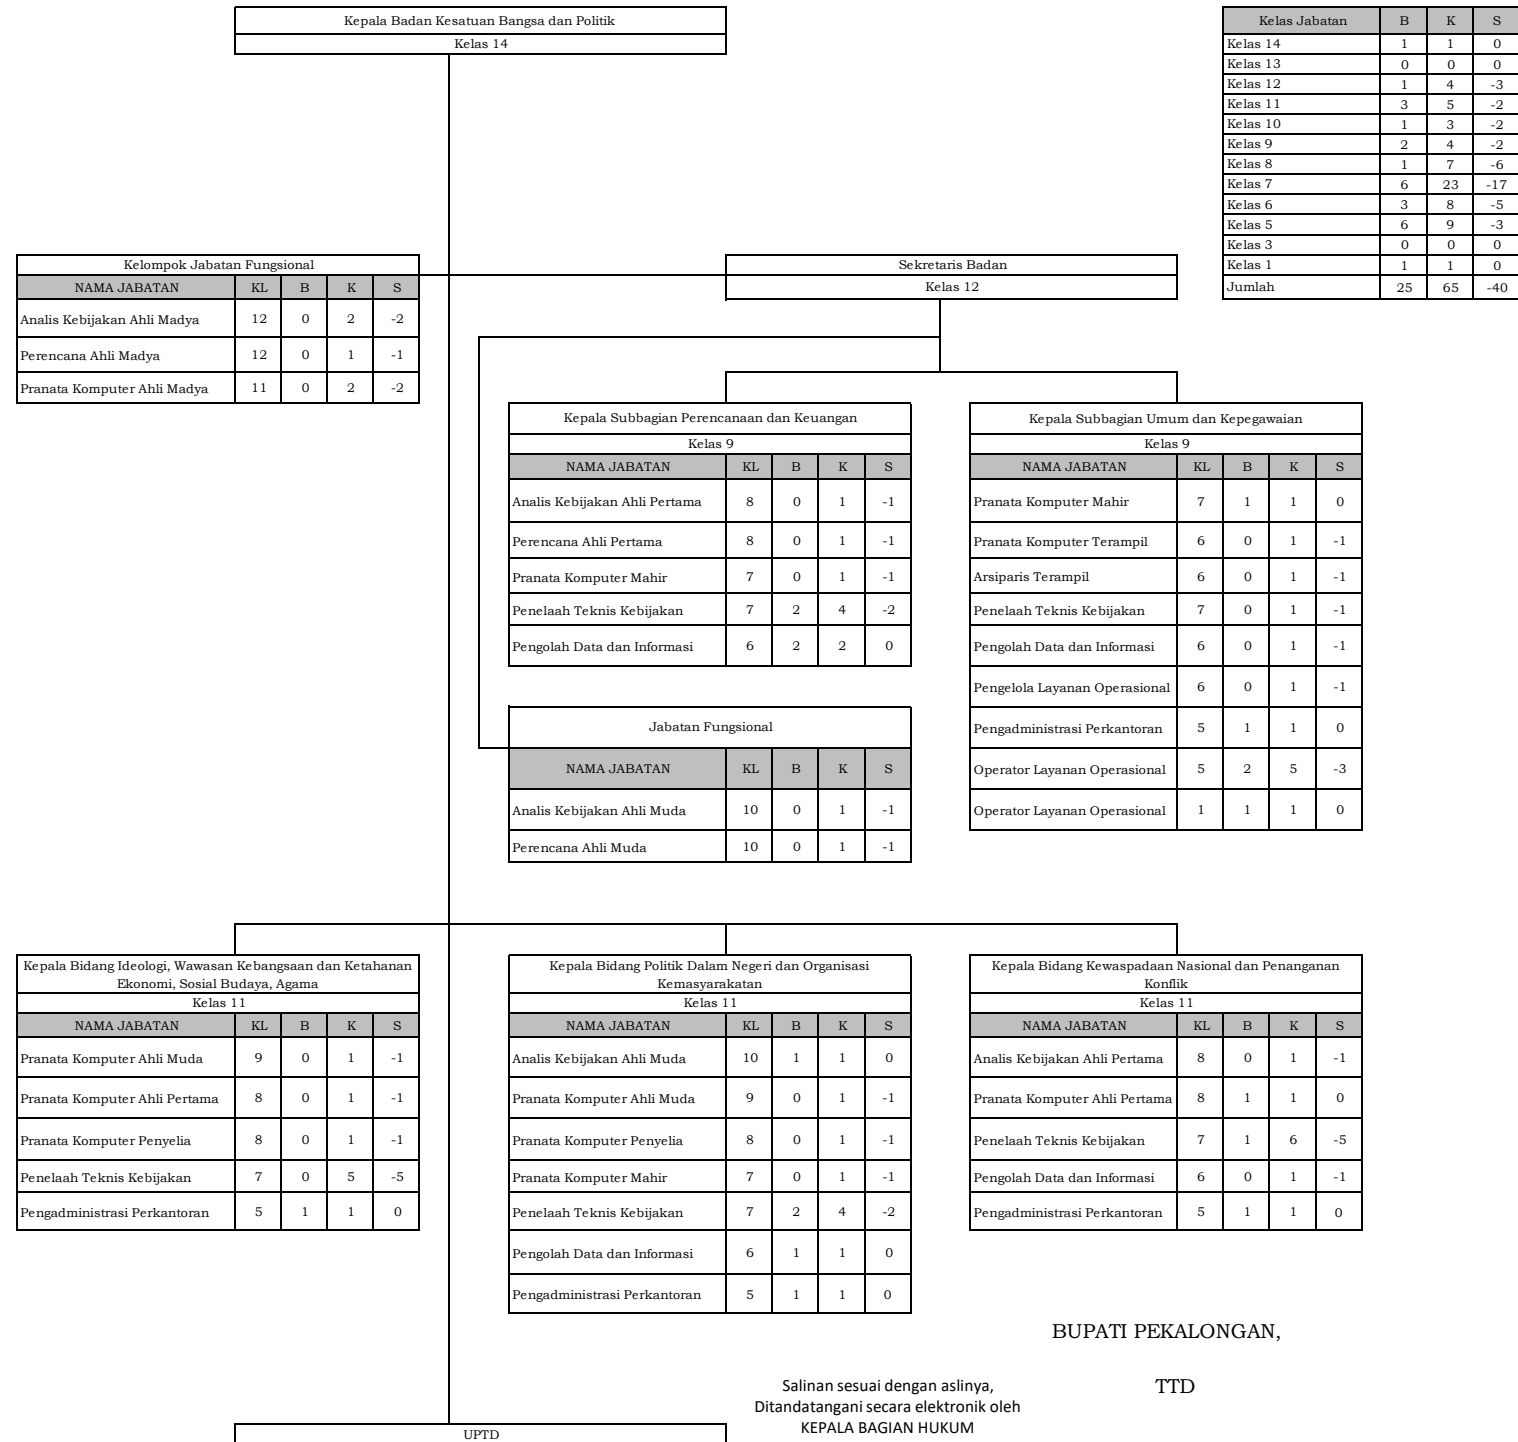 Kepala Badan Kesatuan Bangsa dan Politik
Kelas 14
Kelas Jabatan B K S
Kelas 14 1 1 0
Kelas 13 0 0 0
Kelas 12 1 4 -3
Kelas 11 3 5 -2
Kelas 10 1 3 -2
Kelas 9 2 4 -2
Kelas 8 1 7 -6
Kelas 7 6 23 -17
Kelas 6 3 8 -5
Kelas 5 6 9 -3
Kelas 3 0 0 0
Kelas 1 1 1 0
Jumlah 25 65 -40
Kelompok Jabatan Fungsional
NAMA JABATAN KL B K S
Analis Kebijakan Ahli Madya 12 0 2 -2
Perencana Ahli Madya 12 0 1 -1
Pranata Komputer Ahli Madya 11 0 2 -2
Sekretaris Badan
Kelas 12
Kepala Subbagian Perencanaan dan Keuangan
Kelas 9
NAMA JABATAN KL B K S
Analis Kebijakan Ahli Pertama 8 0 1 -1
Perencana Ahli Pertama 8 0 1 -1
Pranata Komputer Mahir 7 0 1 -1
Penelaah Teknis Kebijakan 7 2 4 -2
Pengolah Data dan Informasi 6 2 2 0
Kepala Subbagian Umum dan Kepegawaian
Kelas 9
NAMA JABATAN KL B K S
Pranata Komputer Mahir 7 1 1 0
Pranata Komputer Terampil 6 0 1 -1
Arsiparis Terampil 6 0 1 -1
Penelaah Teknis Kebijakan 7 0 1 -1
Pengolah Data dan Informasi 6 0 1 -1
Pengelola Layanan Operasional 6 0 1 -1
Pengadministrasi Perkantoran 5 1 1 0
Operator Layanan Operasional 5 2 5 -3
Operator Layanan Operasional 1 1 1 0
Jabatan Fungsional
NAMA JABATAN KL B K S
Analis Kebijakan Ahli Muda 10 0 1 -1
Perencana Ahli Muda 10 0 1 -1
Kepala Bidang Ideologi, Wawasan Kebangsaan dan Ketahanan
Ekonomi, Sosial Budaya, Agama
Kelas 11
NAMA JABATAN KL B K S
Pranata Komputer Ahli Muda 9 0 1 -1
Pranata Komputer Ahli Pertama 8 0 1 -1
Pranata Komputer Penyelia 8 0 1 -1
Penelaah Teknis Kebijakan 7 0 5 -5
Pengadministrasi Perkantoran 5 1 1 0
Kepala Bidang Politik Dalam Negeri dan Organisasi
Kemasyarakatan
Kelas 11
NAMA JABATAN KL B K S
Analis Kebijakan Ahli Muda 10 1 1 0
Pranata Komputer Ahli Muda 9 0 1 -1
Pranata Komputer Penyelia 8 0 1 -1
Pranata Komputer Mahir 7 0 1 -1
Penelaah Teknis Kebijakan 7 2 4 -2
Pengolah Data dan Informasi 6 1 1 0
Pengadministrasi Perkantoran 5 1 1 0
Kepala Bidang Kewaspadaan Nasional dan Penanganan
Konflik
Kelas 11
NAMA JABATAN KL B K S
Analis Kebijakan Ahli Pertama 8 0 1 -1
Pranata Komputer Ahli Pertama 8 1 1 0
Penelaah Teknis Kebijakan 7 1 6 -5
Pengolah Data dan Informasi 6 0 1 -1
Pengadministrasi Perkantoran 5 1 1 0
BUPATI PEKALONGAN,
TTD
Salinan sesuai dengan aslinya,
Ditandatangani secara elektronik oleh
KEPALA BAGIAN HUKUM
UPTD